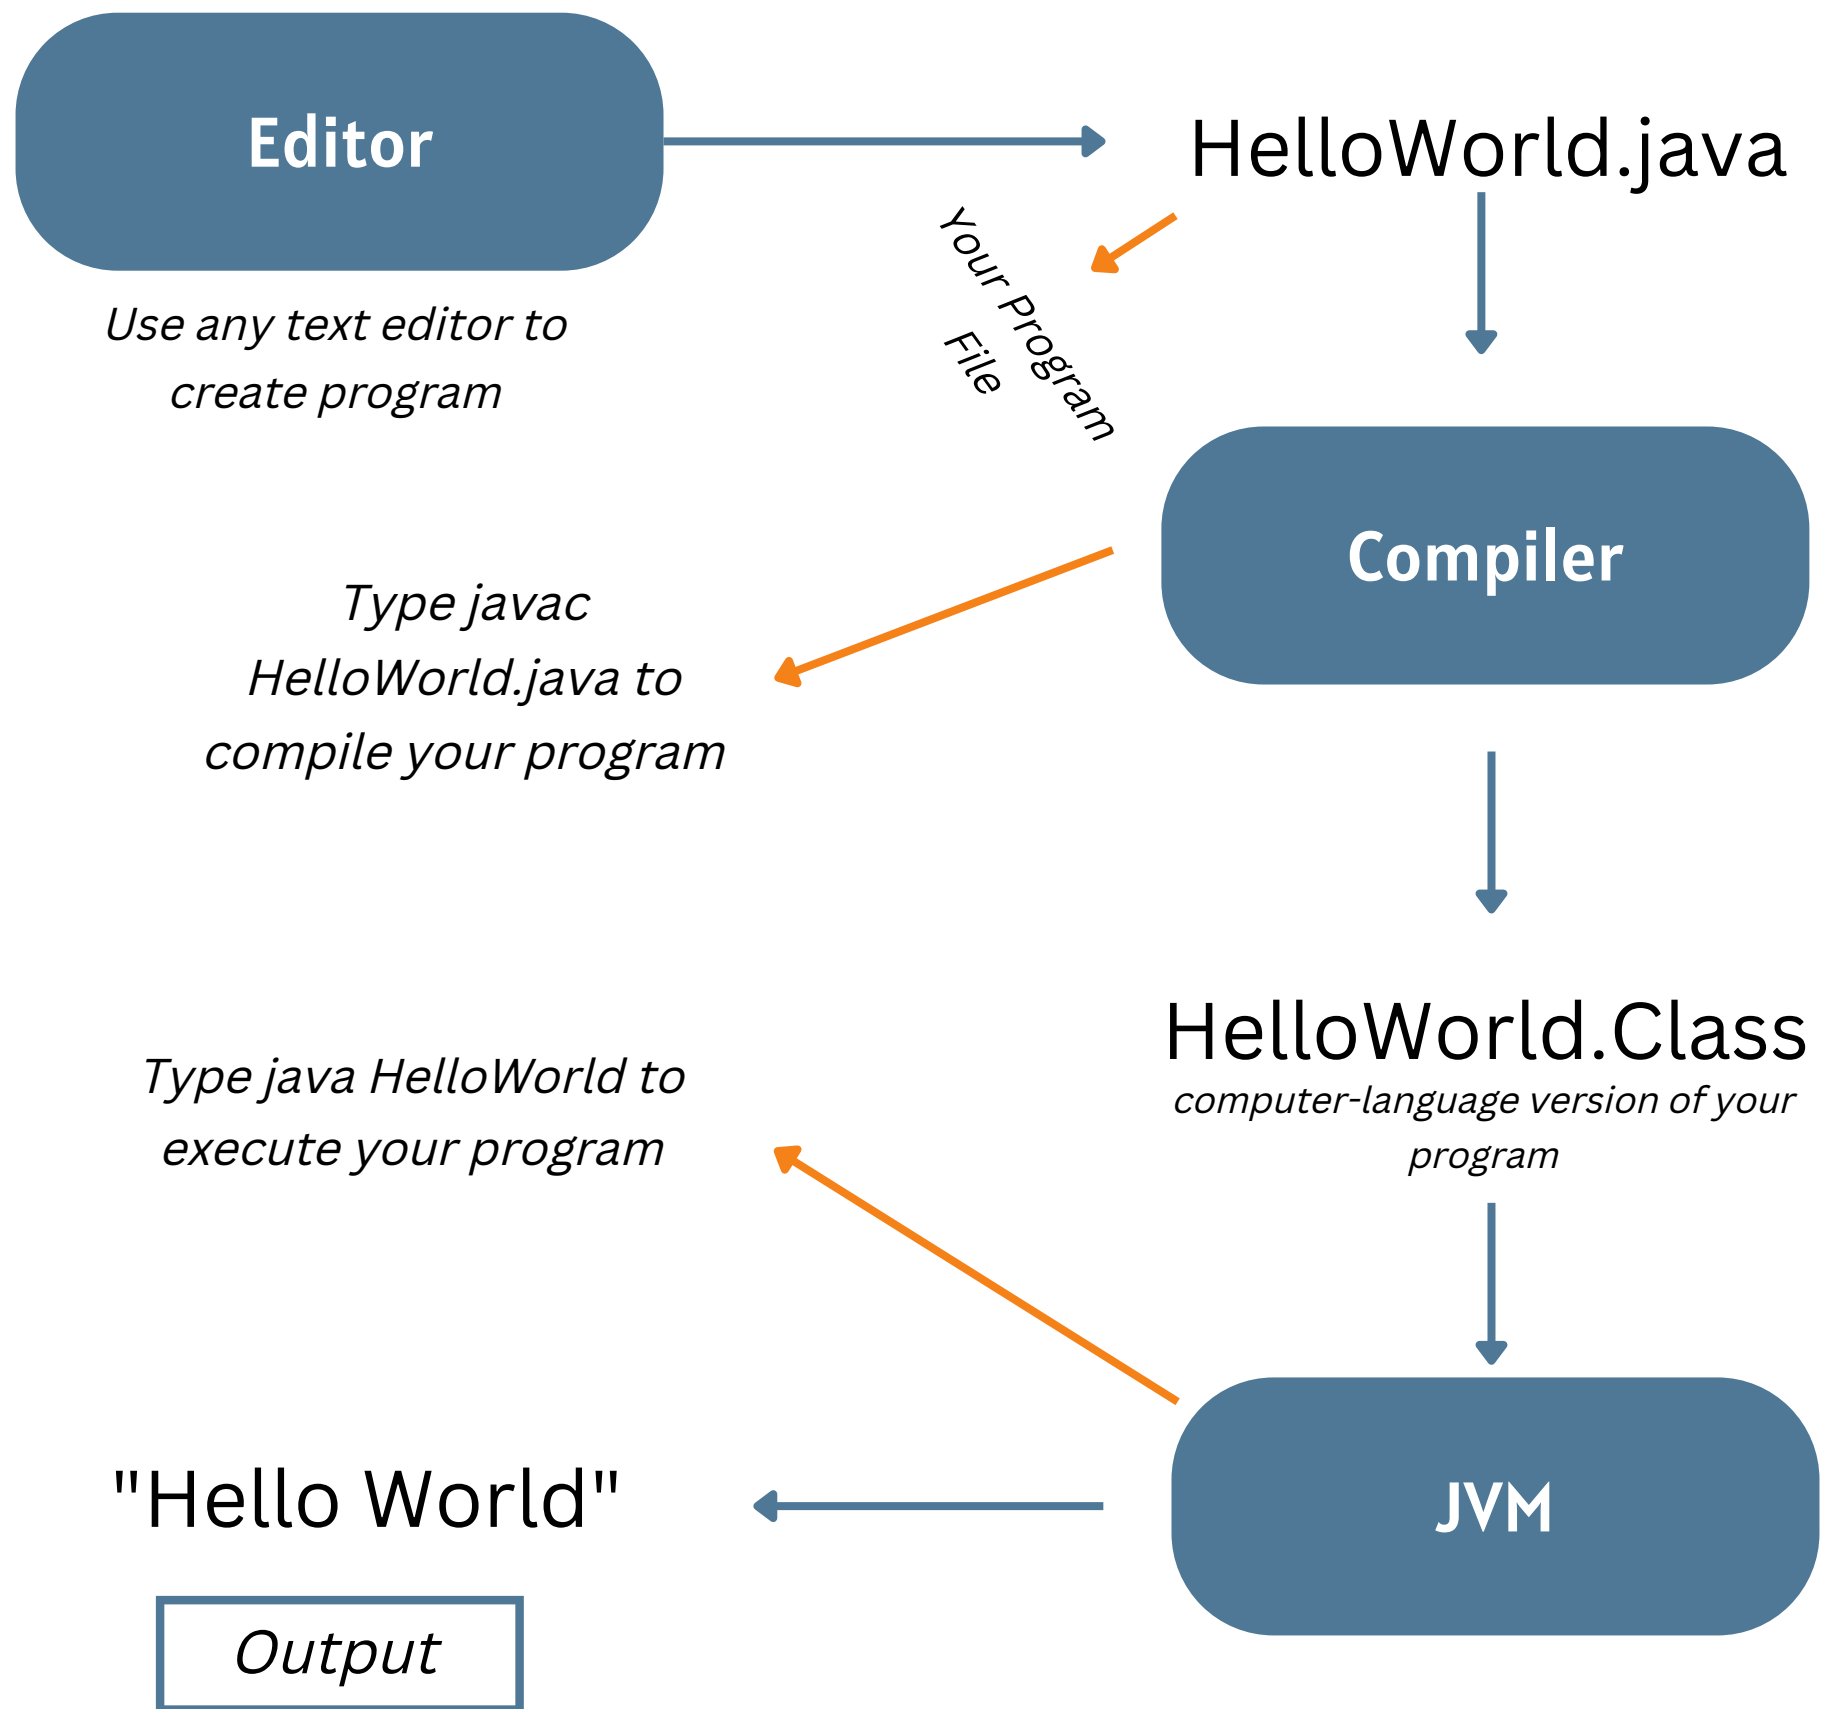 Editor
HelloWorld.java
Use any text editor to
create program
Your Program
File
Compiler
Type javac
HelloWorld.java to
compile your program
HelloWorld.Class
computer-language version of your
program
Type java HelloWorld to
execute your program
JVM
"Hello World"
Output